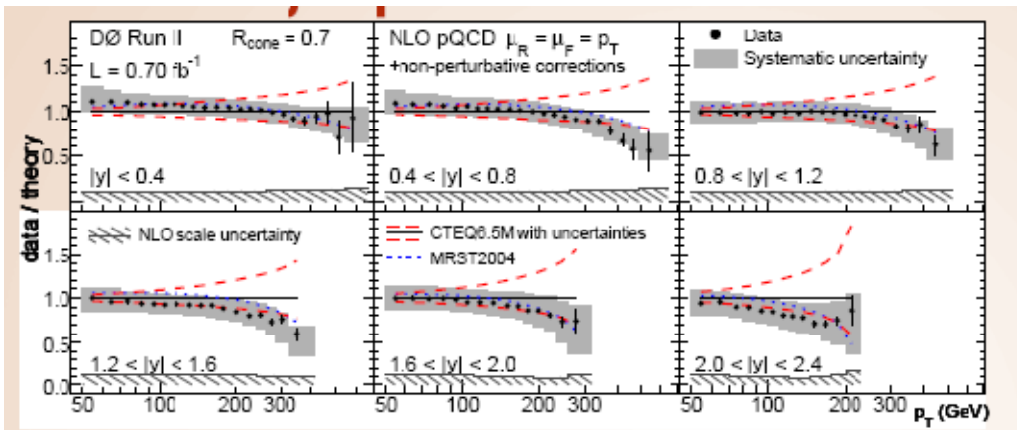 DØ Run II
R_cone = 0.7
L = 0.70 fb⁻¹
NLO pQCD μ_R = μ_F = p_T
+non-perturbative corrections
Data
Systematic uncertainty
1.5
1.0
0.5
|y| < 0.4
0.4 < |y| < 0.8
0.8 < |y| < 1.2
data / theory
NLO scale uncertainty
CTEQ6.5M with uncertainties
MRST2004
1.5
1.0
0.5
0.0
1.2 < |y| < 1.6
1.6 < |y| < 2.0
2.0 < |y| < 2.4
50 100 200 300 50 100 200 300 50 100 200 300 p_T (GeV)